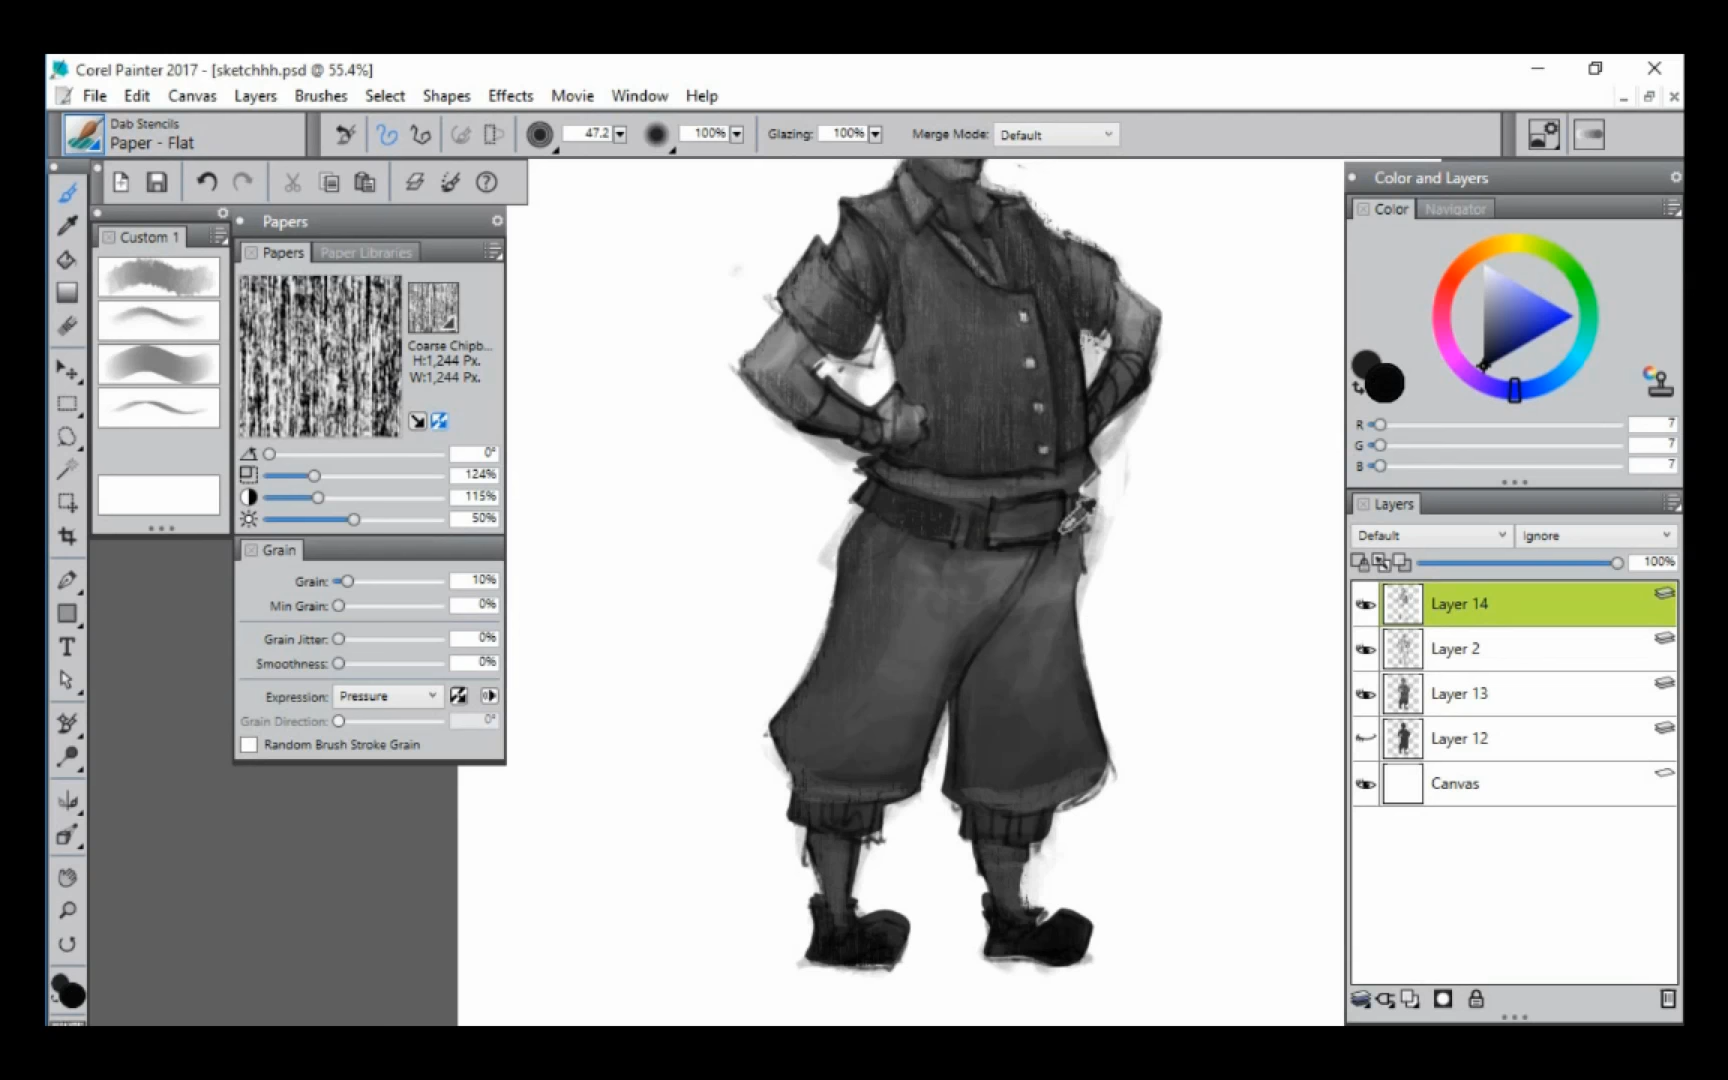 Corel Painter 2017 - [sketchhh.psd @ 55.4%]
File Edit Canvas Layers Brushes Select Shapes Effects Movie Window Help
Dab Stencils
Paper - Flat
47.2
100%
Glazing: 100%
Merge Mode: Default
Custom 1
Papers
Papers Paper Libraries
Coarse Chipb...
H:1,244 Px.
W:1,244 Px.
0°
124%
115%
50%
Grain
Grain: 10%
Min Grain: 0%
Grain Jitter: 0%
Smoothness: 0%
Expression: Pressure
Grain Direction: 0°
Random Brush Stroke Grain
T
Color and Layers
Color Navigator
R 7
G 7
B 7
Layers
Default Ignore
100%
Layer 14
Layer 2
Layer 13
Layer 12
Canvas